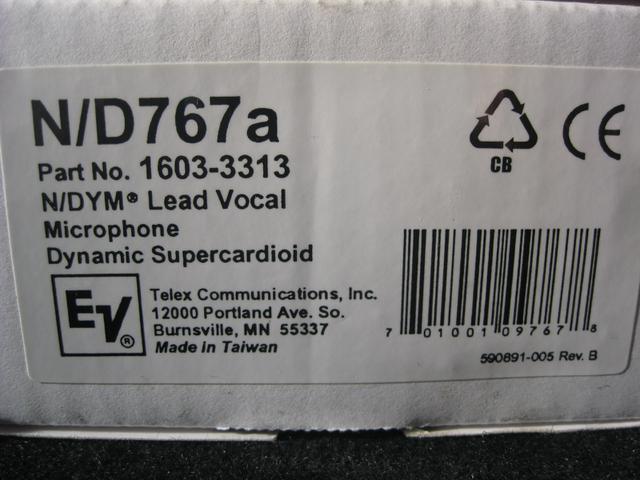 N/D767a
Part No. 1603-3313
N/DYM® Lead Vocal
Microphone
Dynamic Supercardioid
EV®
Telex Communications, Inc.
12000 Portland Ave. So.
Burnsville, MN 55337
Made in Taiwan
CB
CE
7 01001 09767 8
590891-005 Rev. B